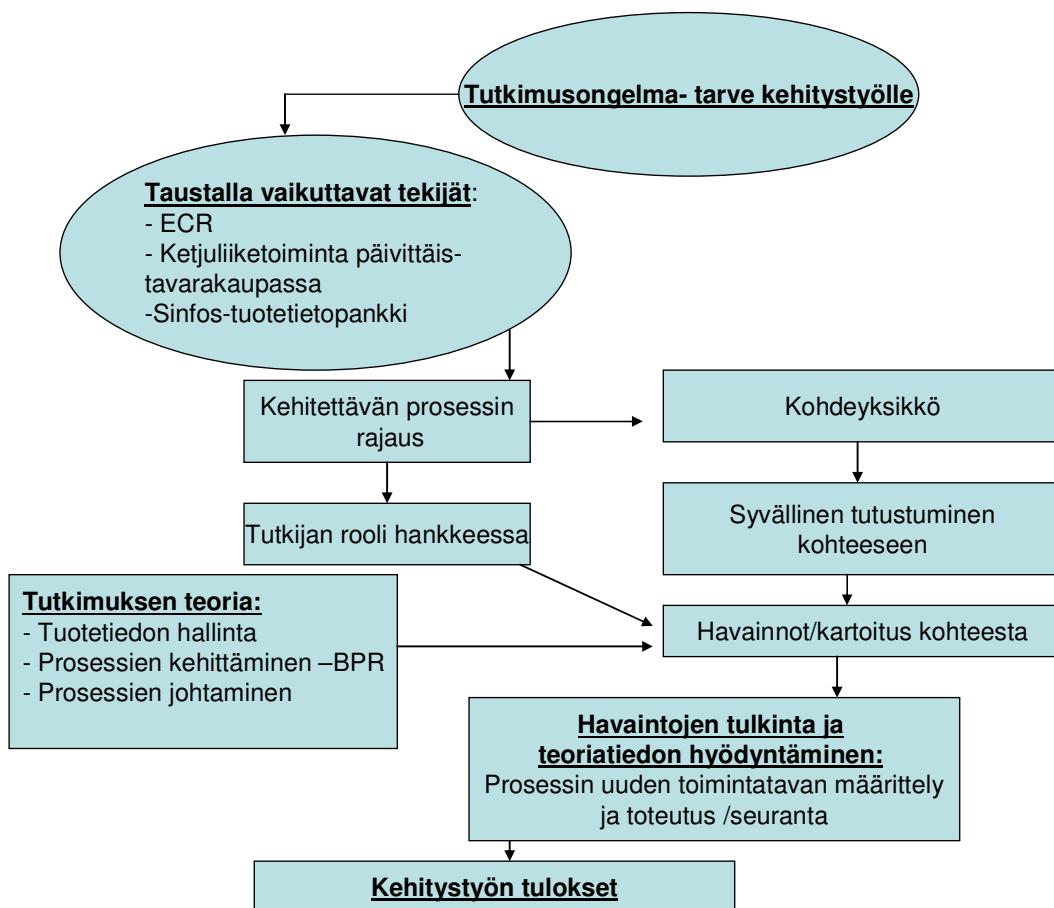 Tutkimusongelma- tarve kehitystyölle
Taustalla vaikuttavat tekijät:
- ECR
- Ketjuliiketoiminta päivittäis-
tavarakaupassa
-Sinfos-tuotetietopankki
Kehitettävän prosessin
rajaus
Kohdeyksikkö
Tutkijan rooli hankkeessa
Syvällinen tutustuminen
kohteeseen
Tutkimuksen teoria:
- Tuotetiedon hallinta
- Prosessien kehittäminen –BPR
- Prosessien johtaminen
Havainnot/kartoitus kohteesta
Havaintojen tulkinta ja
teoriatiedon hyödyntäminen:
Prosessin uuden toimintatavan määrittely
ja toteutus /seuranta
Kehitystyön tulokset